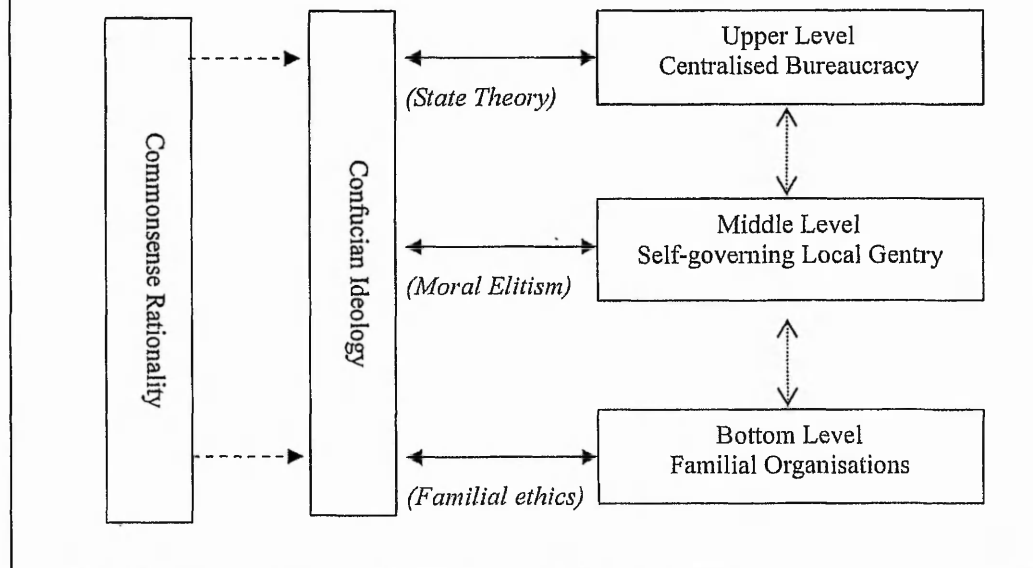 Commonsense Rationality
Confucian Ideology
Upper Level
Centralised Bureaucracy
(State Theory)
Middle Level
Self-governing Local Gentry
(Moral Elitism)
Bottom Level
Familial Organisations
(Familial ethics)